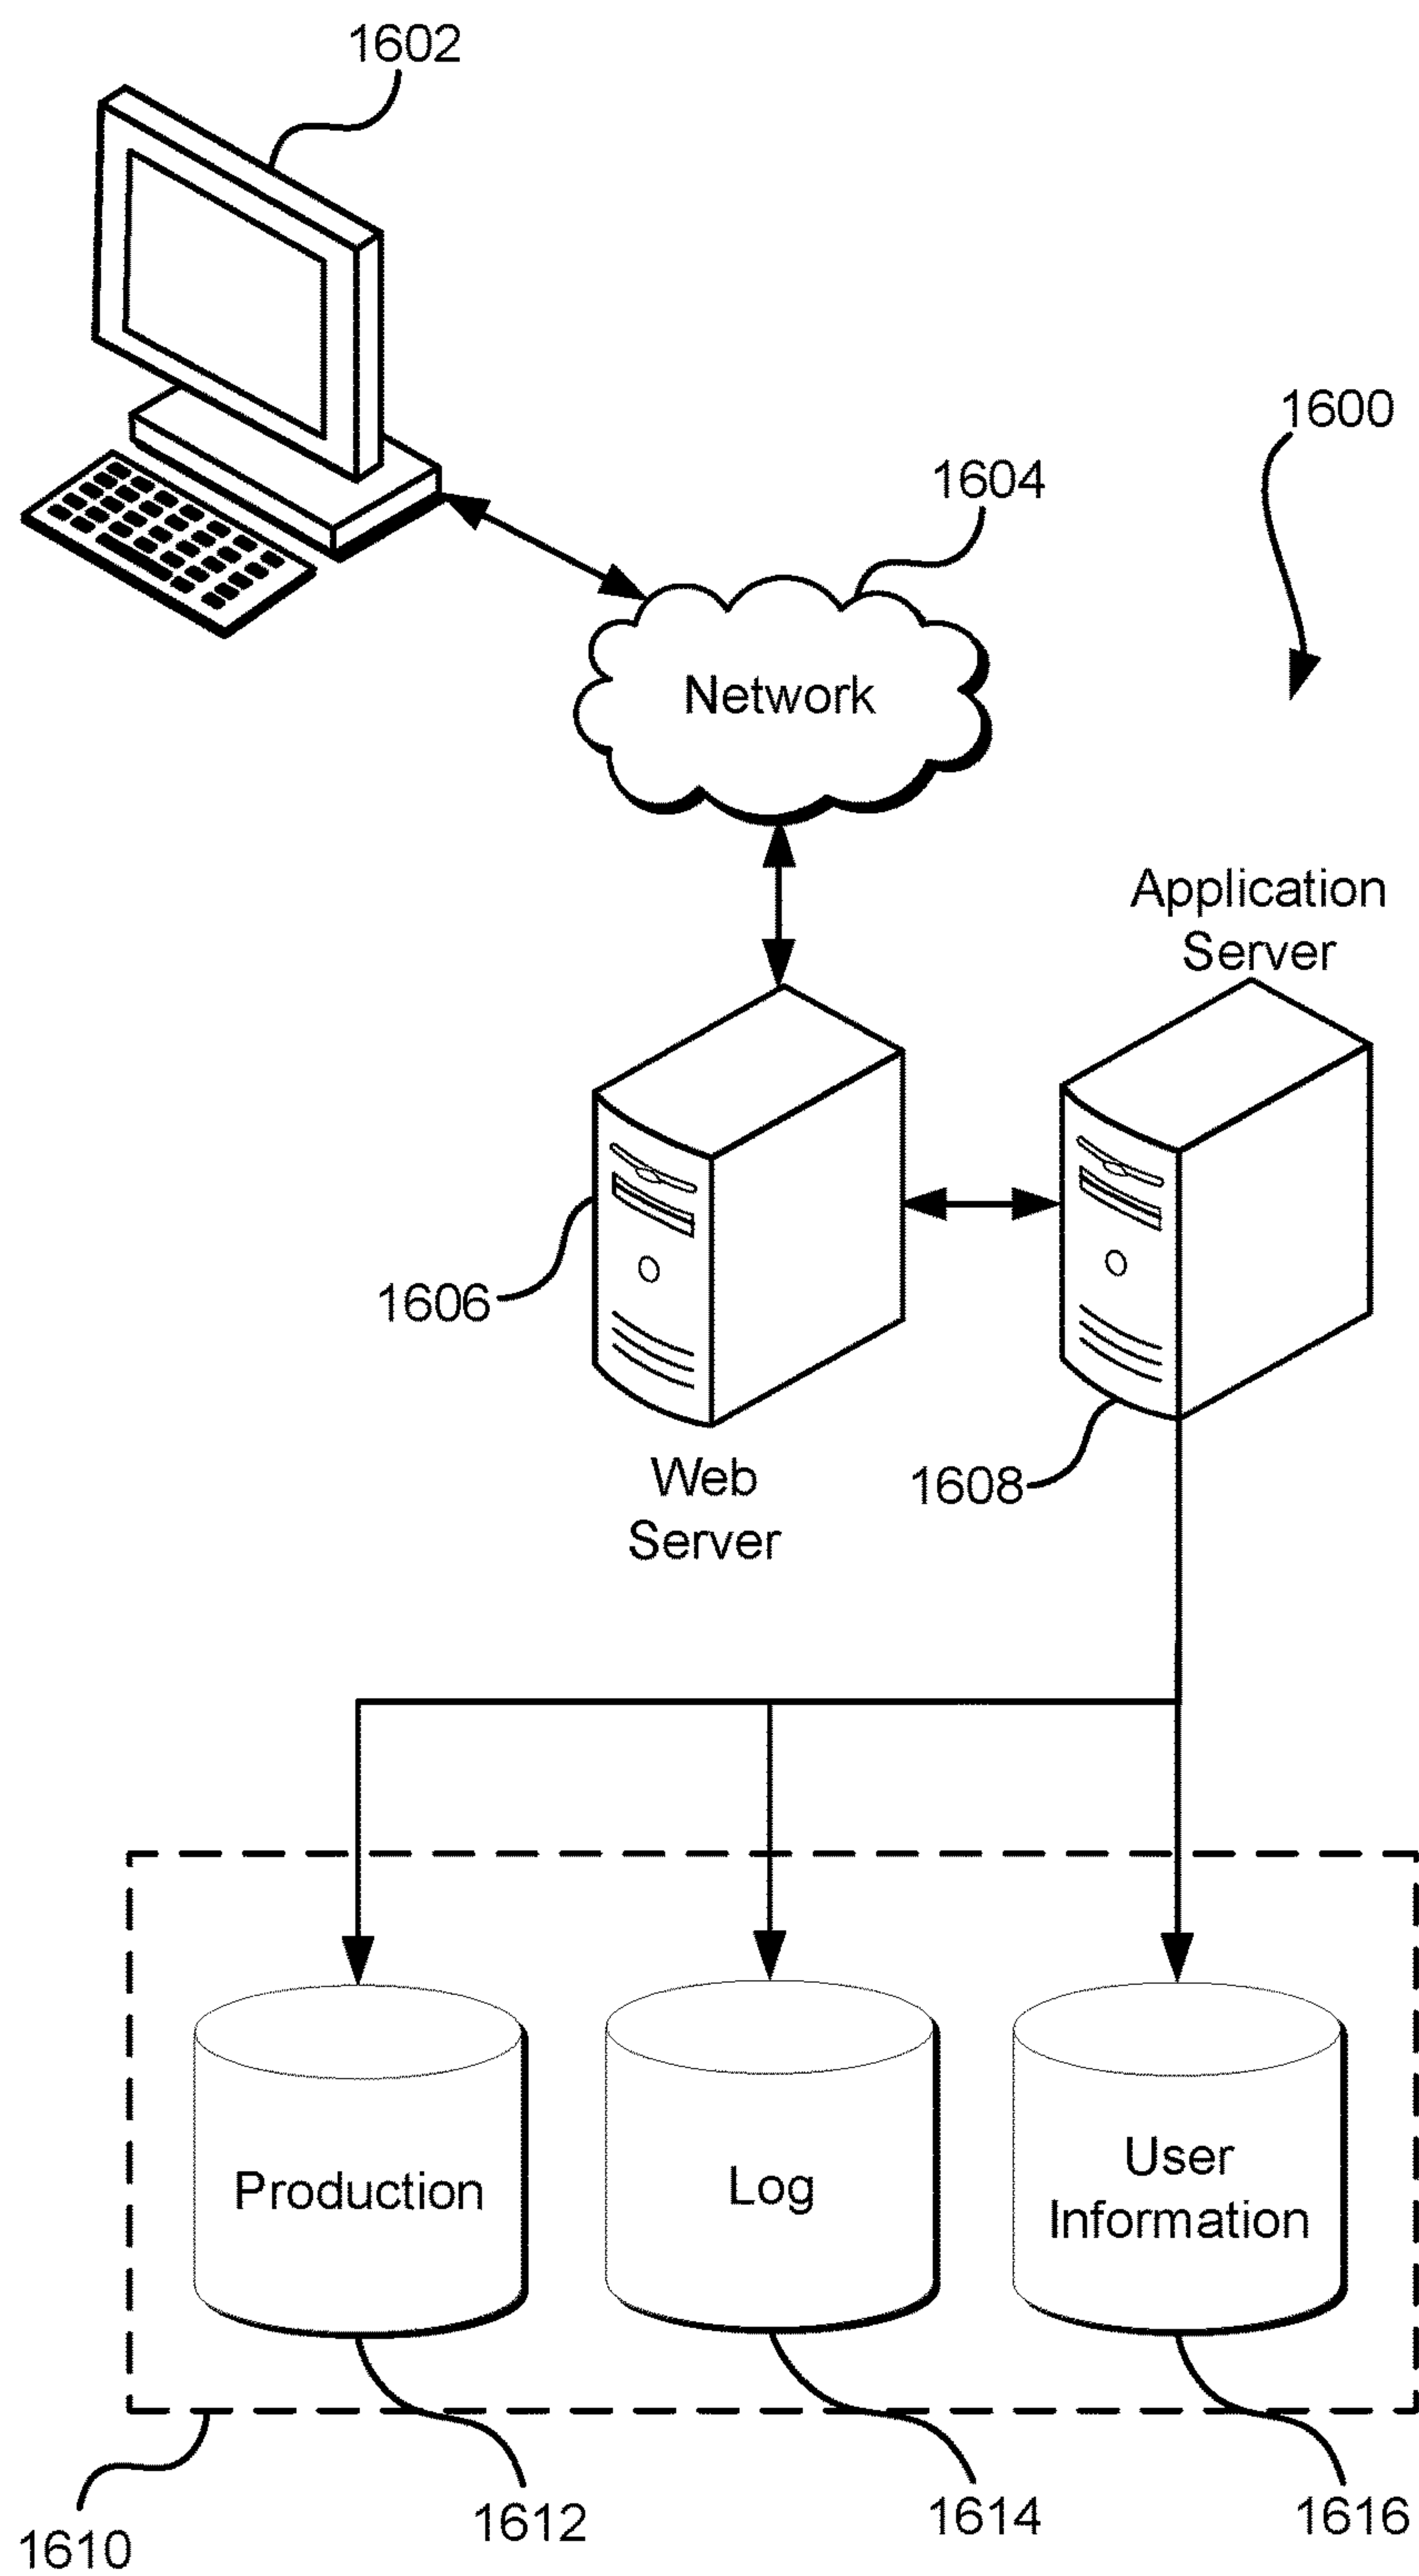 1602
1600
1604
Network
Application
Server
1606
Web
Server
1608
Production
Log
User
Information
1610
1612
1614
1616